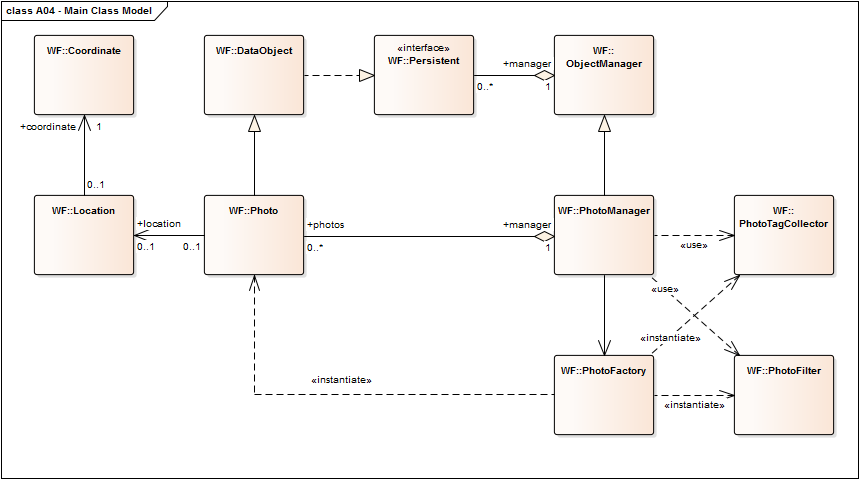 class A04 - Main Class Model
WF::Coordinate
WF::DataObject
«interface»
WF::Persistent
WF::
ObjectManager
+manager
0..*
1
+coordinate
1
0..1
WF::Location
WF::Photo
WF::PhotoManager
WF::
PhotoTagCollector
+location
0..1
0..1
+photos
0..*
+manager
1
«use»
«use»
«instantiate»
WF::PhotoFactory
WF::PhotoFilter
«instantiate»
«instantiate»